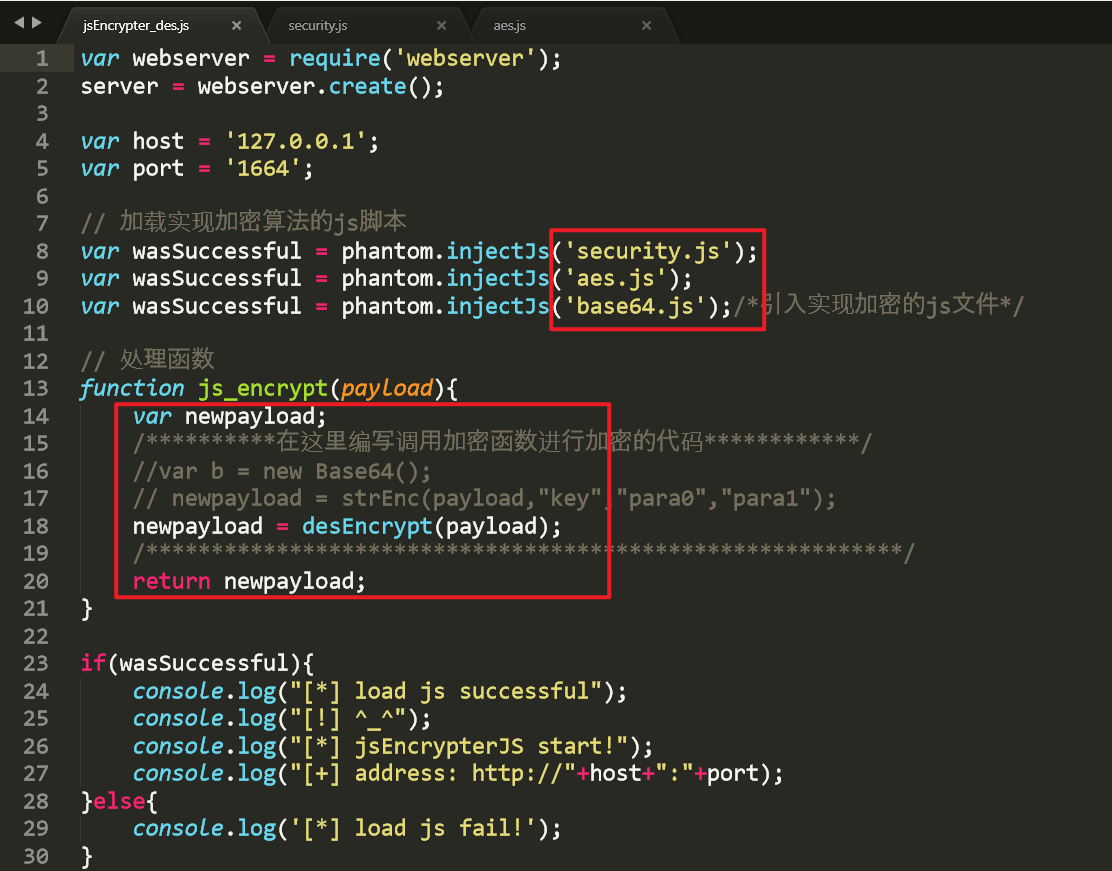 jsEncrypter_des.js × security.js × aes.js ×
1 var webserver = require('webserver');
2 server = webserver.create();
3
4 var host = '127.0.0.1';
5 var port = '1664';
6
7 // 加载实现加密算法的js脚本
8 var wasSuccessful = phantom.injectJs('security.js');
9 var wasSuccessful = phantom.injectJs('aes.js');
10 var wasSuccessful = phantom.injectJs('base64.js');/*引入实现加密的js文件*/
11
12 // 处理函数
13 function js_encrypt(payload){
14 var newpayload;
15 /**********在这里编写调用加密函数进行加密的代码************/
16 //var b = new Base64();
17 // newpayload = strEnc(payload,"key","para0","para1");
18 newpayload = desEncrypt(payload);
19 /**********************************************************/
20 return newpayload;
21 }
22
23 if(wasSuccessful){
24 console.log("[*] load js successful");
25 console.log("[!] ^_^");
26 console.log("[*] jsEncrypterJS start!");
27 console.log("[+] address: http://"+host+":"+port);
28 }else{
29 console.log('[*] load js fail!');
30 }